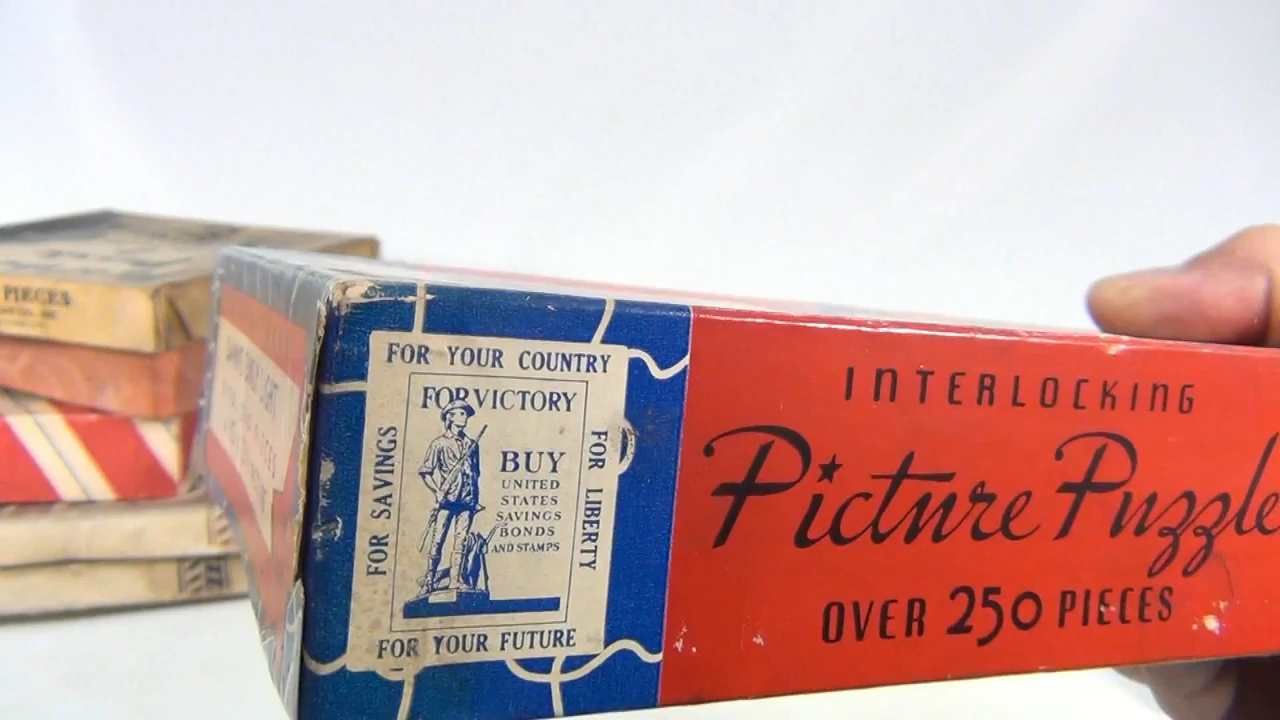 PIECES
FOR YOUR COUNTRY
FOR VICTORY
BUY
UNITED
STATES
SAVINGS
BONDS
AND STAMPS
FOR SAVINGS
FOR LIBERTY
FOR YOUR FUTURE
INTERLOCKING
Picture Puzzle
OVER 250 PIECES